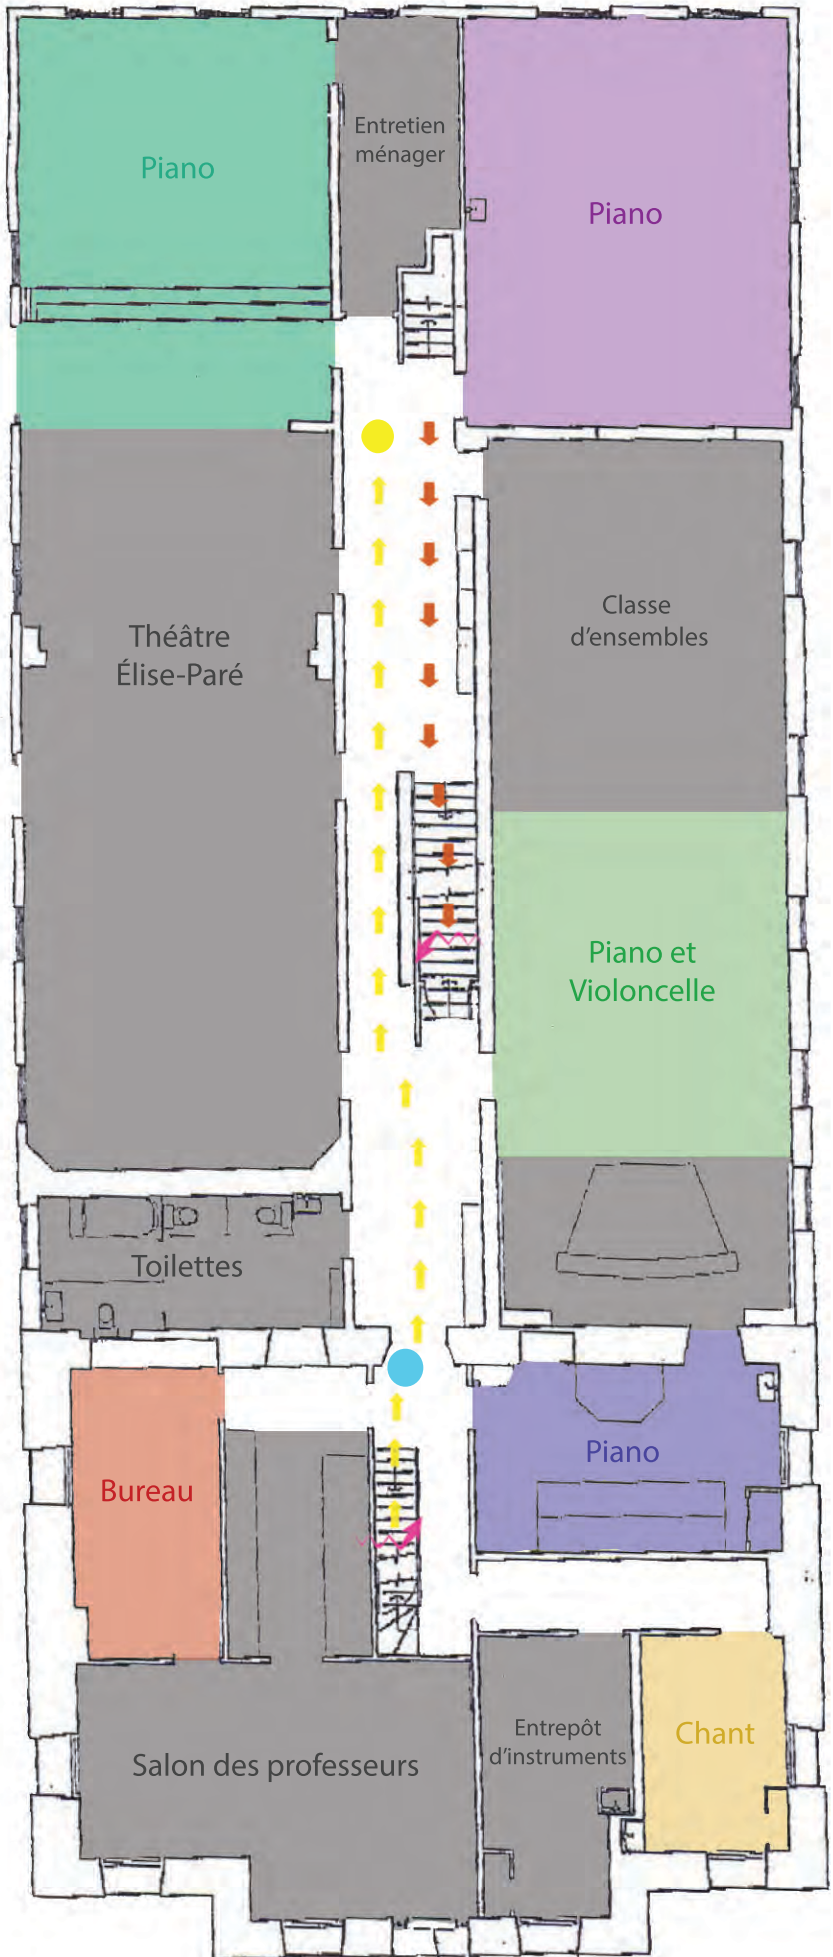 Entretien
ménager
Piano
Piano
Classe
d'ensembles
Théâtre
Élise-Paré
Piano et
Violoncelle
Toilettes
Piano
Bureau
Entrepôt
d'instruments
Chant
Salon des professeurs